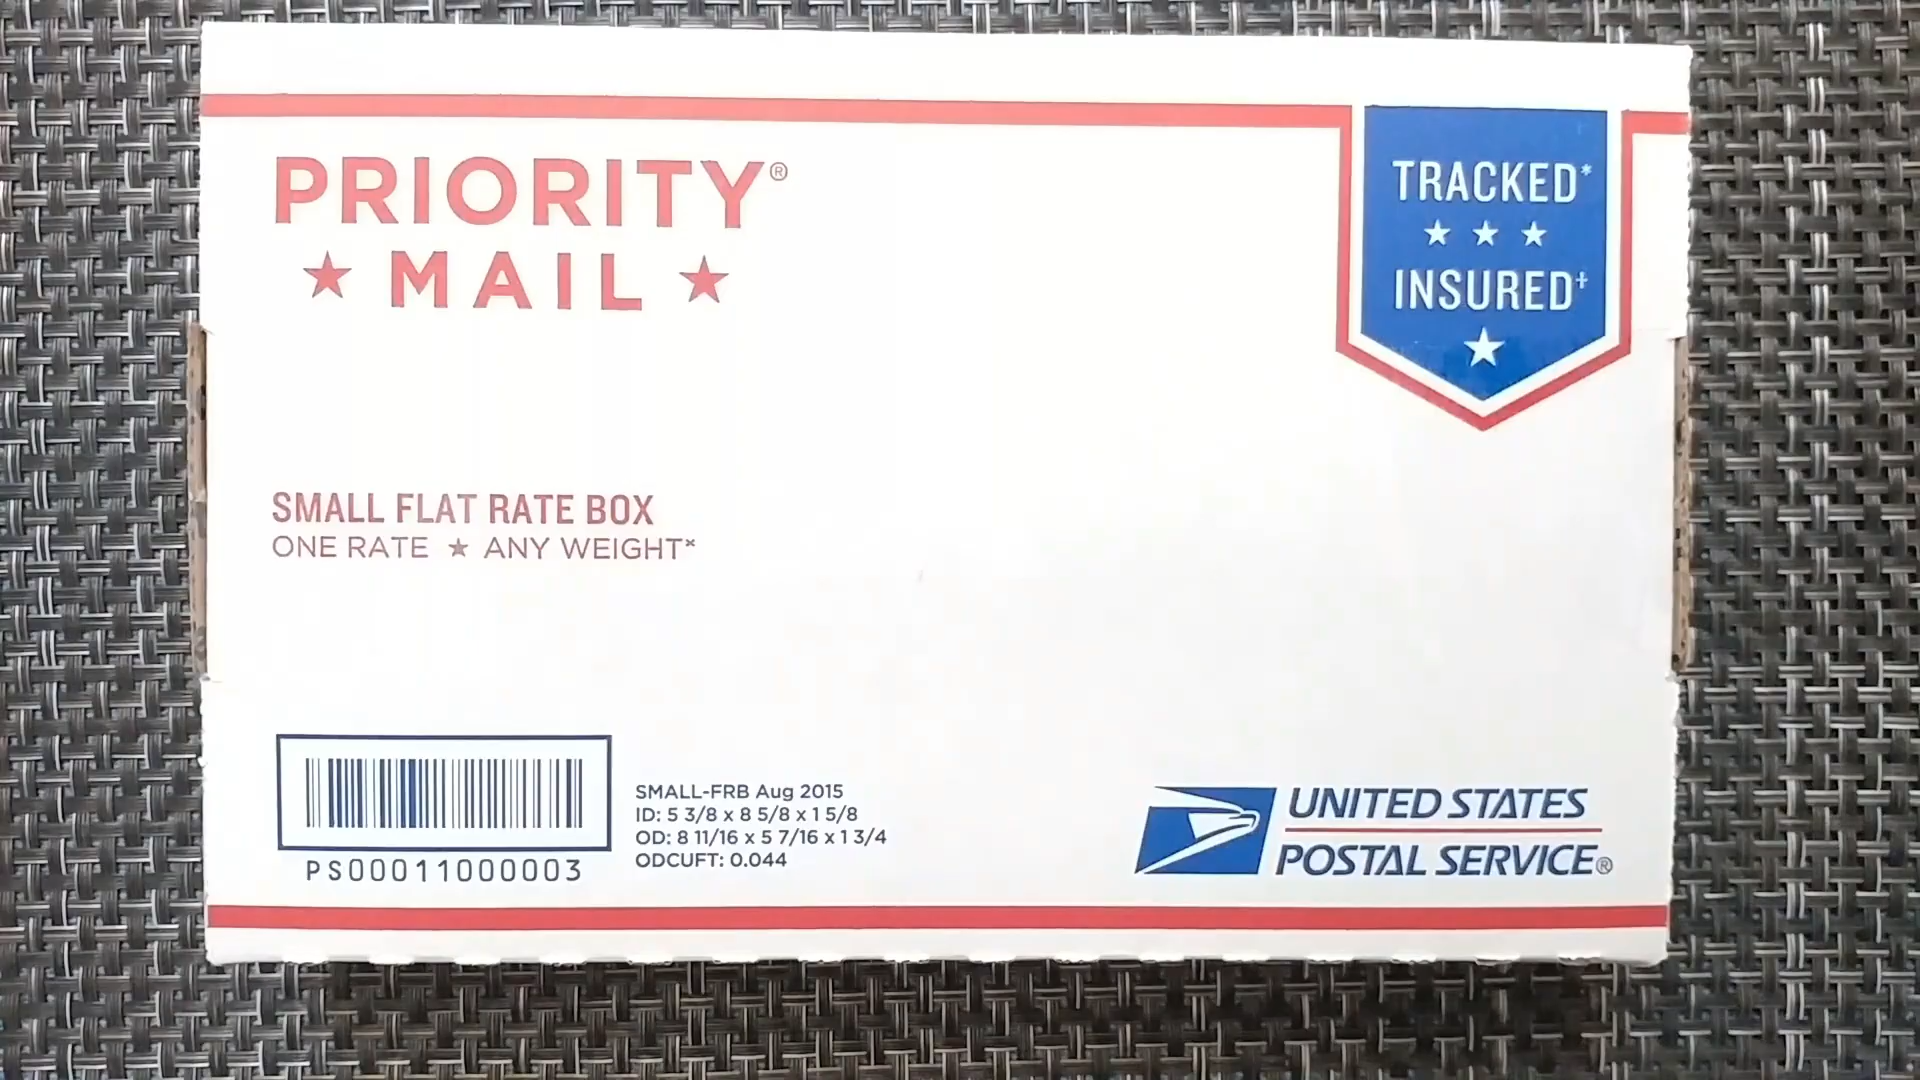 PRIORITY®
★ MAIL ★
TRACKED*
★ ★ ★
INSURED†
★
SMALL FLAT RATE BOX
ONE RATE ★ ANY WEIGHT*
PS00011000003
SMALL-FRB Aug 2015
ID: 5 3/8 x 8 5/8 x 1 5/8
OD: 8 11/16 x 5 7/16 x 1 3/4
ODCUFT: 0.044
UNITED STATES
POSTAL SERVICE®